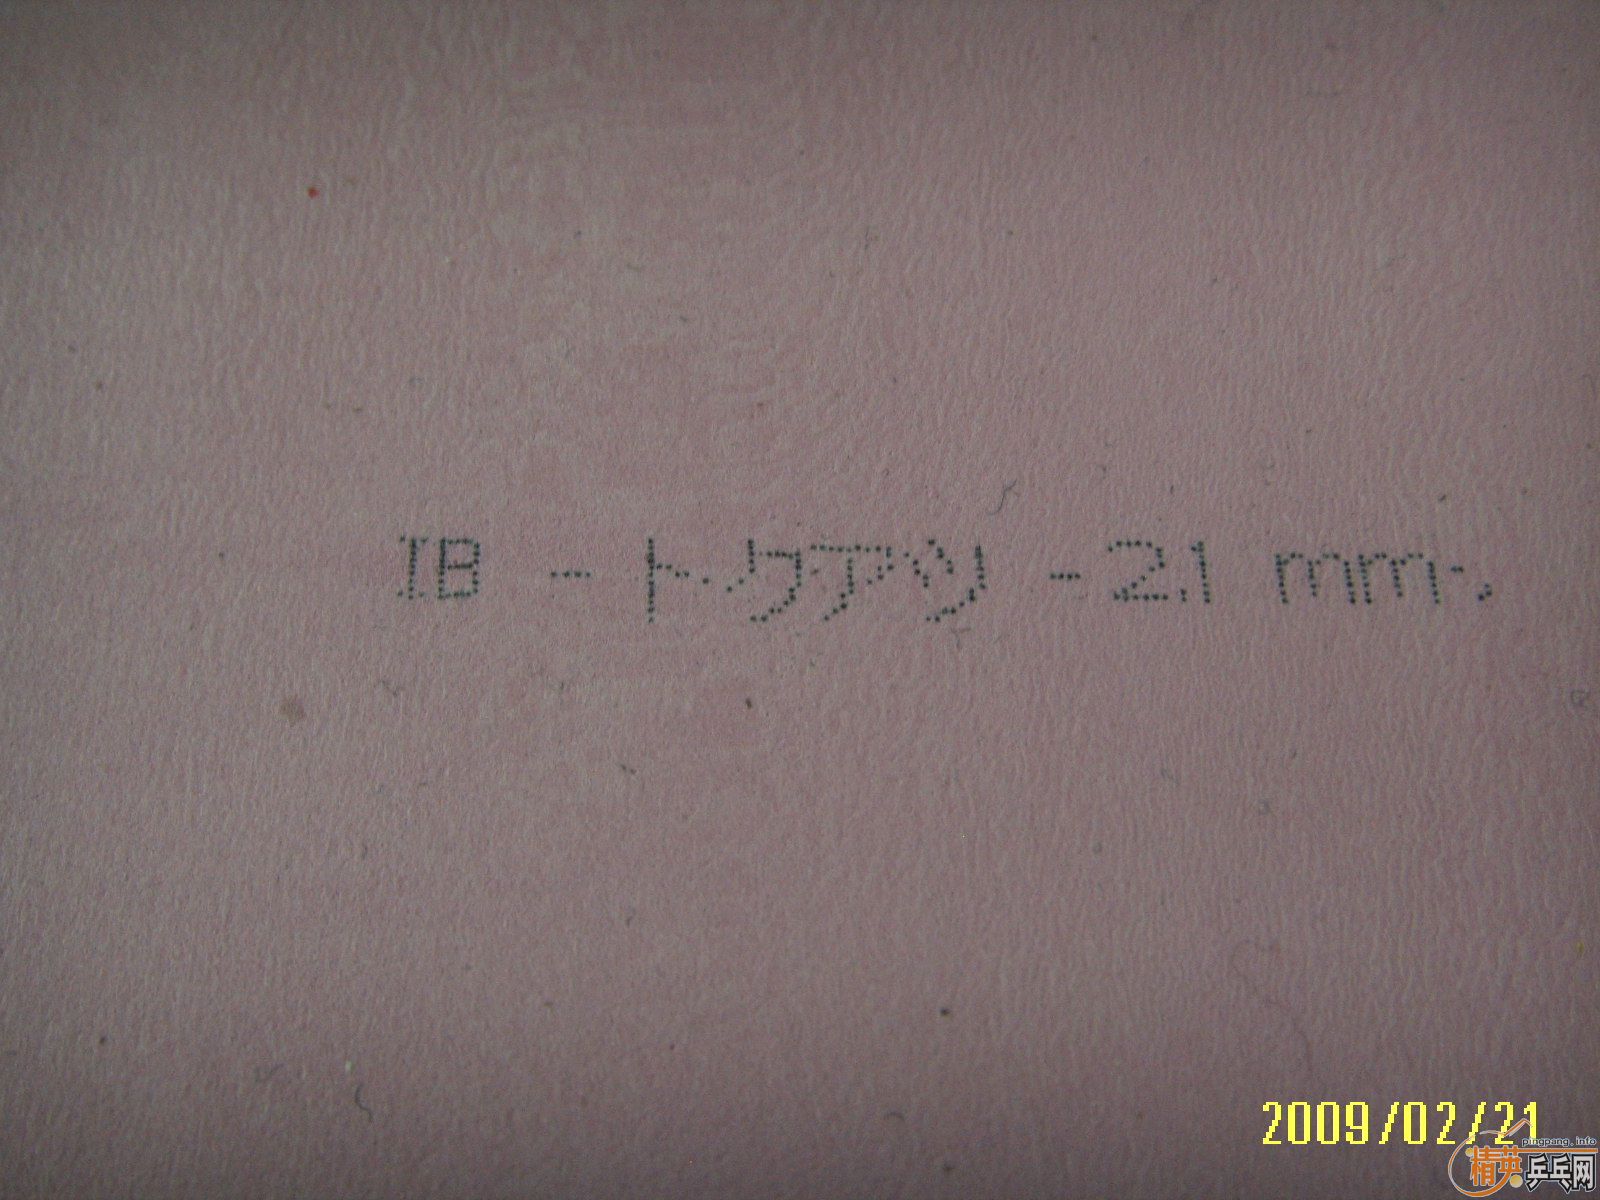 IB - トクアツ - 2.1 mm-.
2009/02/21
pingpang.info
精英乒乓网